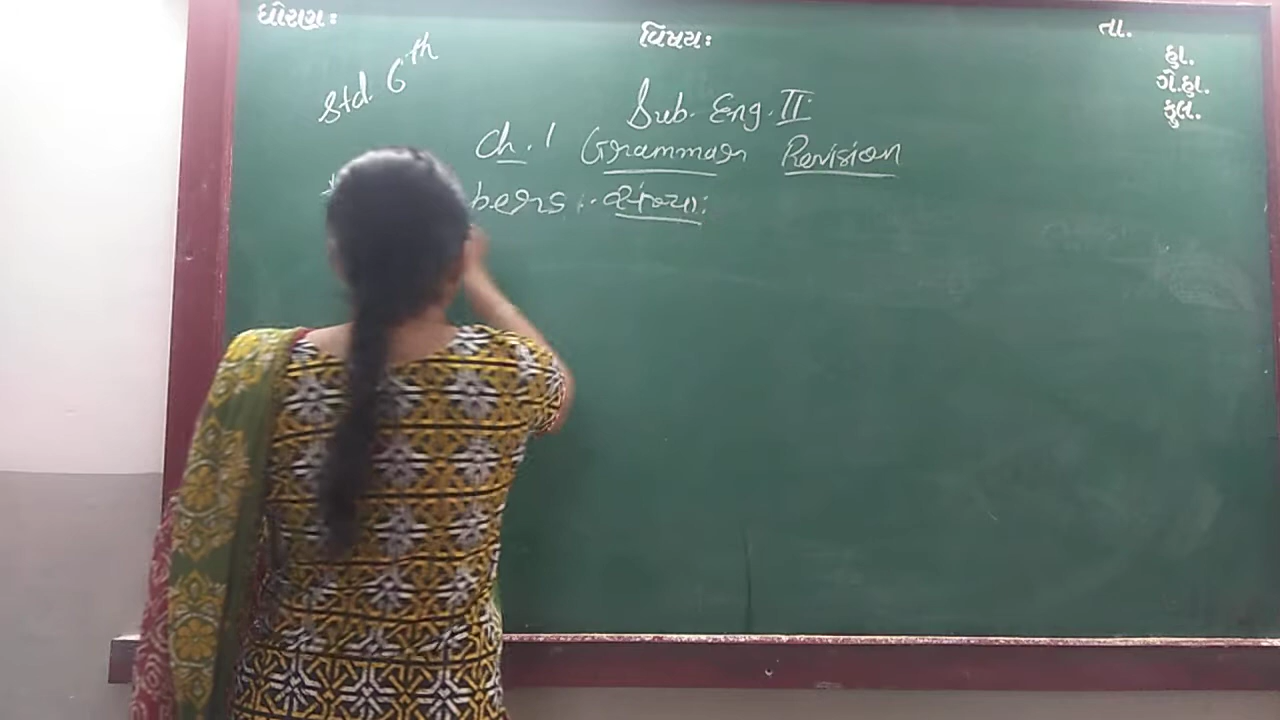 ધોરણ:
વિષય:
તા.
હા.
ગે.હા.
કુલ.
Std. 6th
Sub. Eng. II
Ch. 1 Grammar Revision
bers :- સંખ્યા: